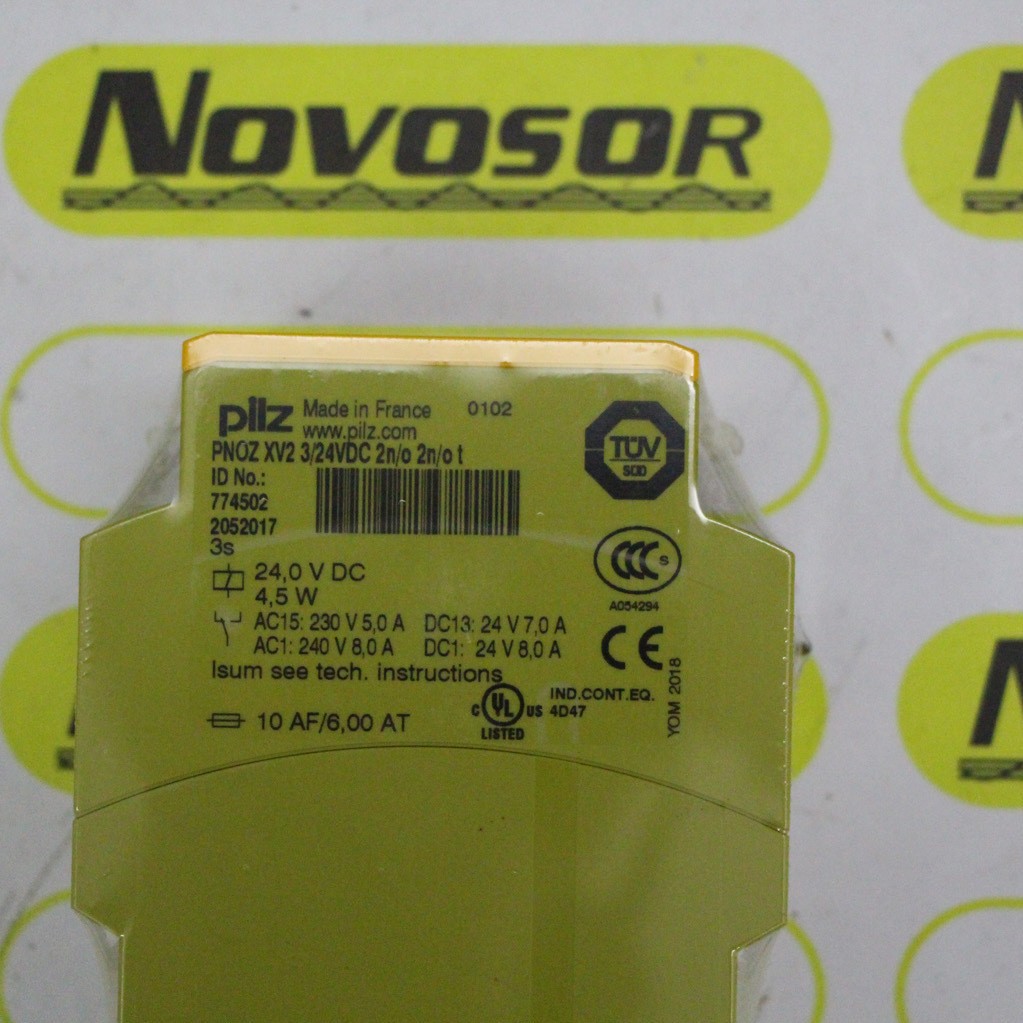 NOVOSOR
pilz Made in France 0102
www.pilz.com
PNOZ XV2 3/24VDC 2n/o 2n/o t
ID No.:
774502
2052017
3s
24,0 V DC
4,5 W
AC15: 230 V 5,0 A DC13: 24 V 7,0 A
AC1: 240 V 8,0 A DC1: 24 V 8,0 A
Isum see tech. instructions
10 AF/6,00 AT
TÜV
SÜD
CCC S
A054294
CE
C UL US
LISTED
IND.CONT.EQ.
4D47
YOM 2018